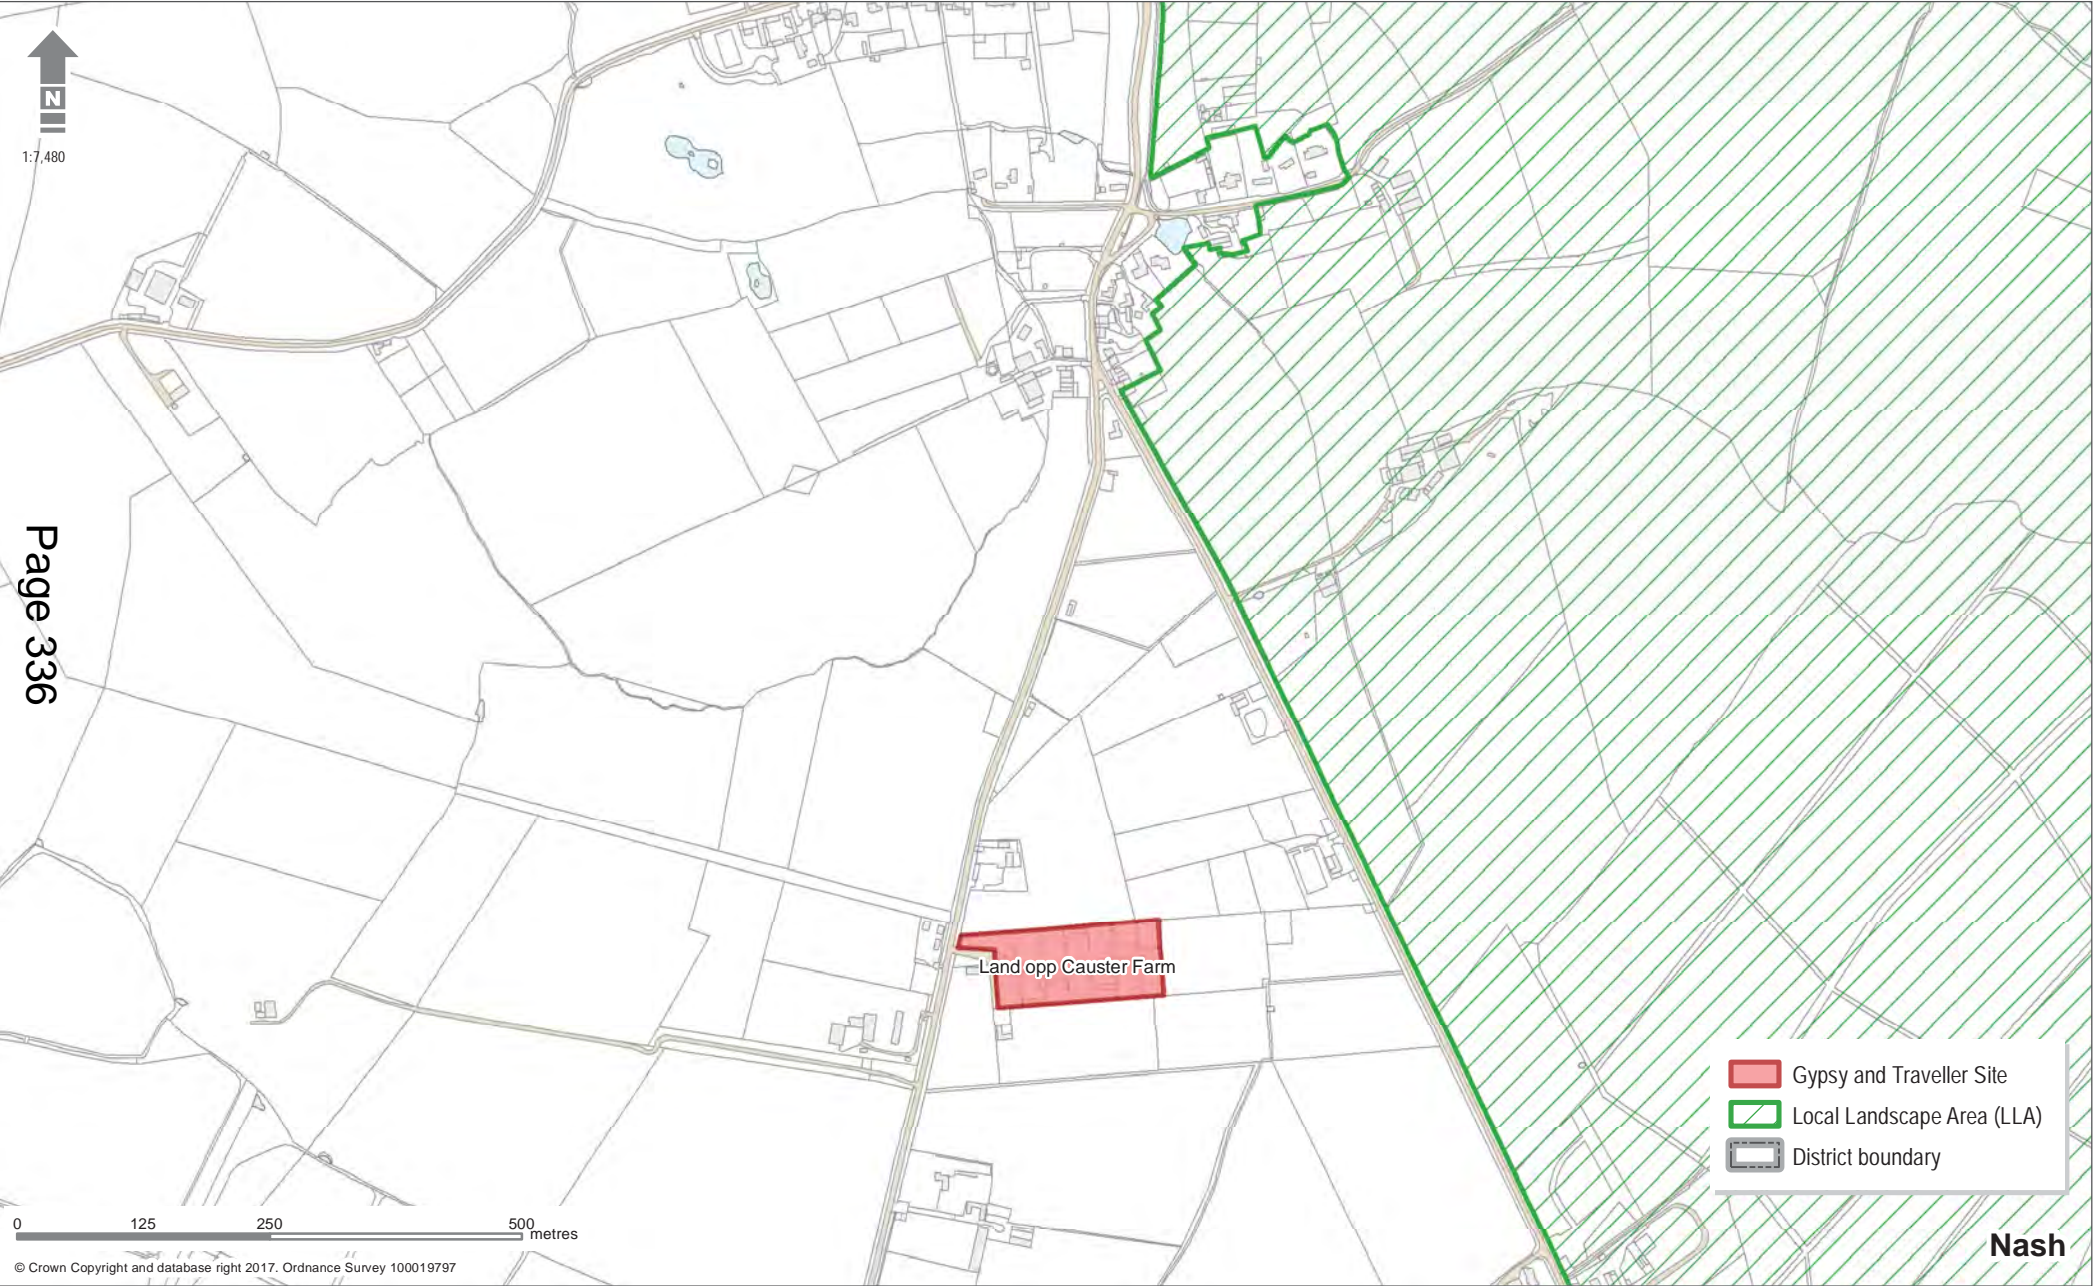 N
1:7,480
Page 336
Land opp Causter Farm
Gypsy and Traveller Site
Local Landscape Area (LLA)
District boundary
0 125 250 500
metres
Nash
© Crown Copyright and database right 2017. Ordnance Survey 100019797